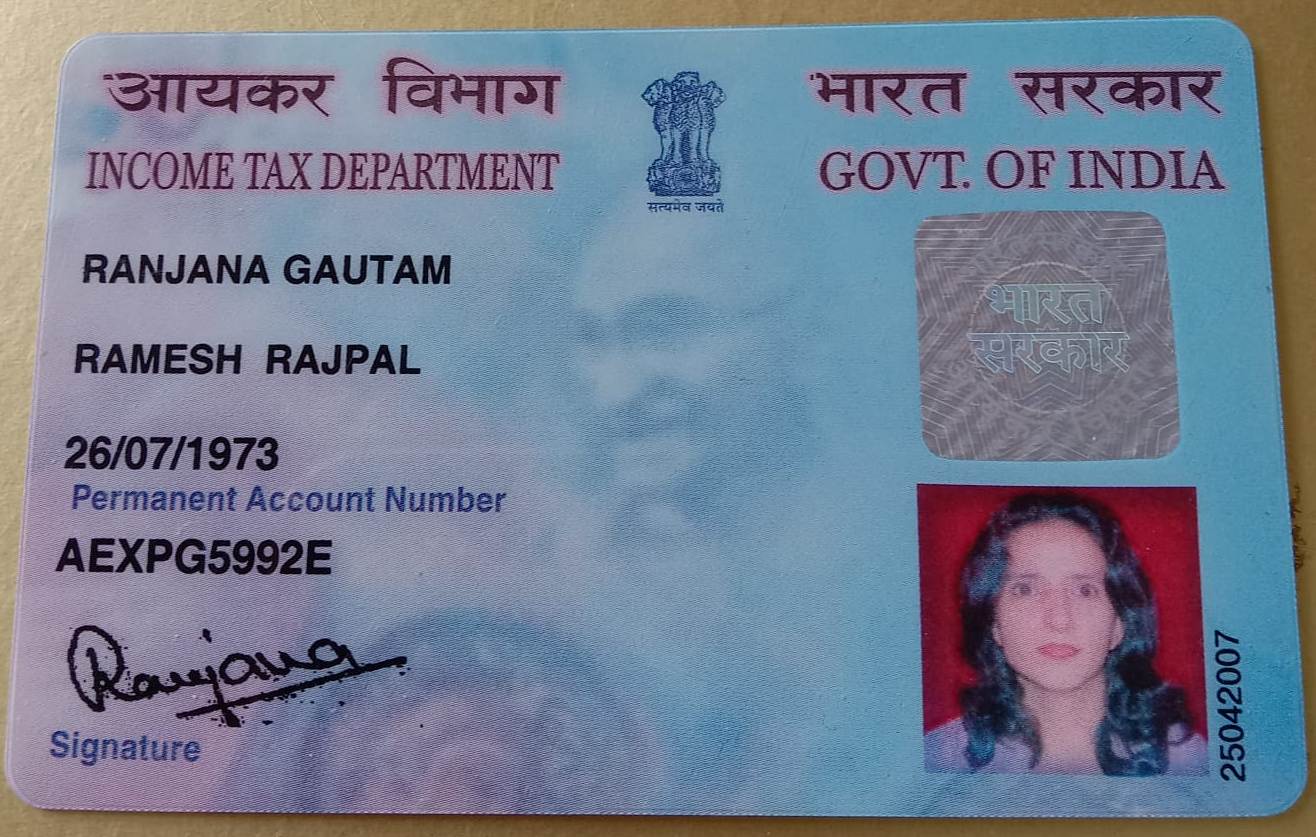 आयकर विभाग
INCOME TAX DEPARTMENT
सत्यमेव जयते
भारत सरकार
GOVT. OF INDIA
RANJANA GAUTAM
RAMESH RAJPAL
26/07/1973
Permanent Account Number
AEXPG5992E
Ranjana
Signature
भारत
सरकार
25042007